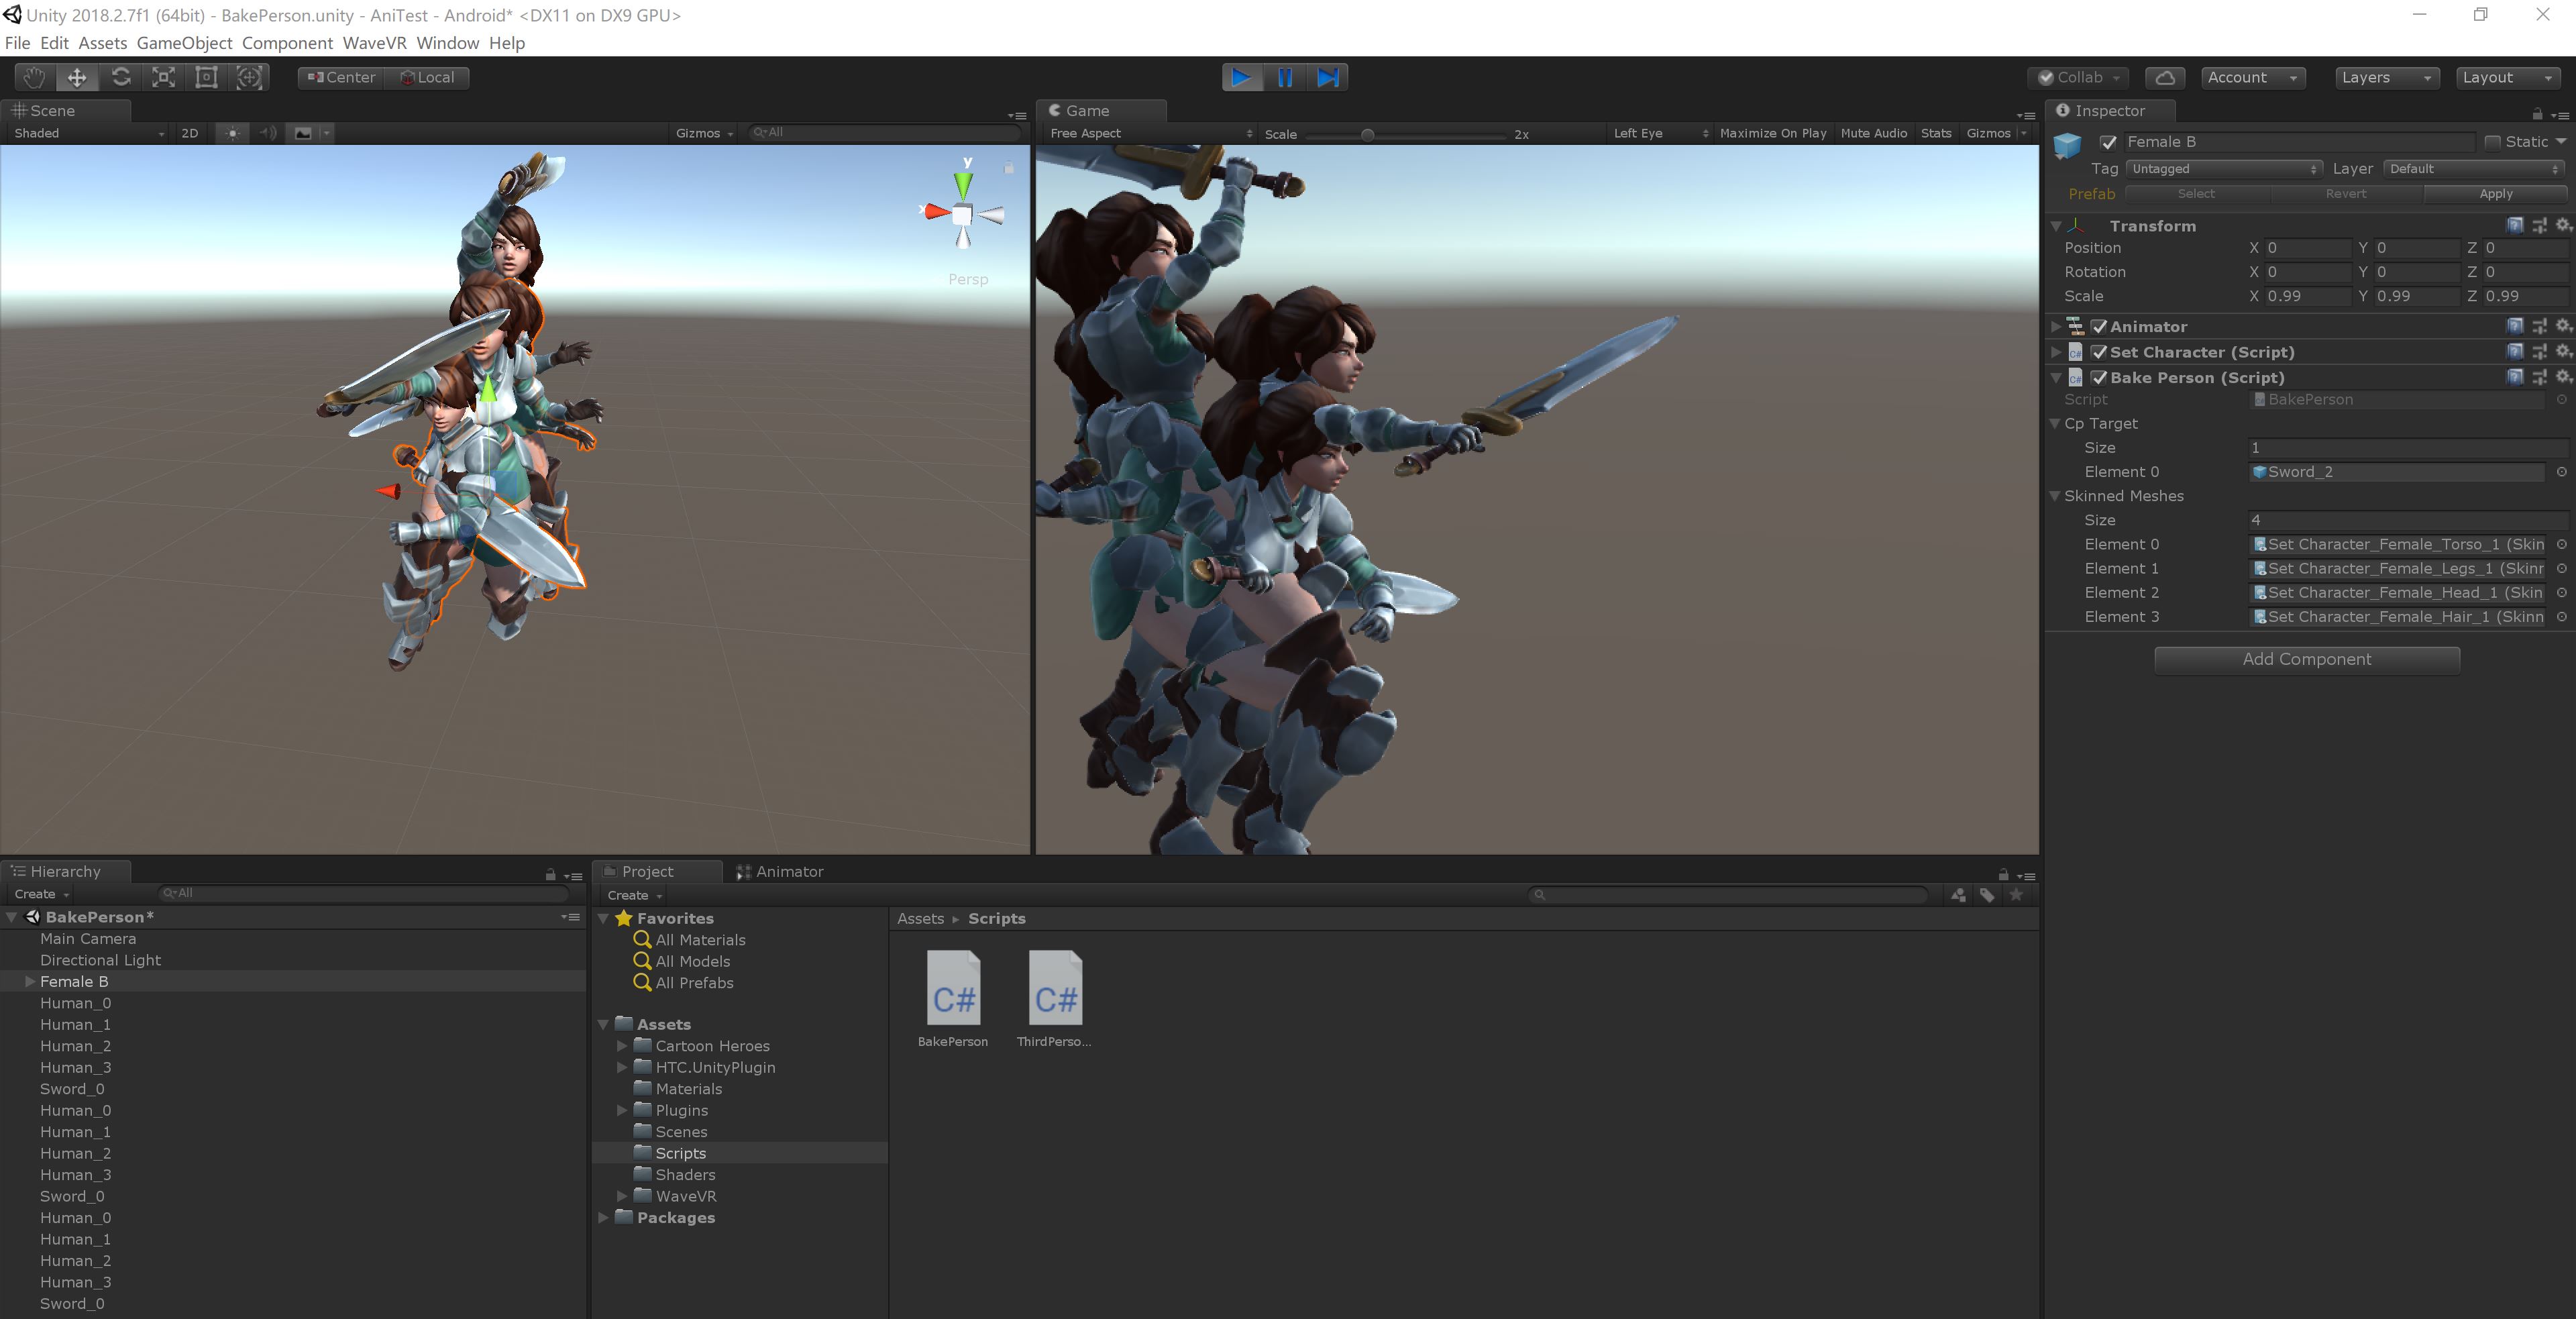 Unity 2018.2.7f1 (64bit) - BakePerson.unity - AniTest - Android* <DX11 on DX9 GPU>
File Edit Assets GameObject Component WaveVR Window Help
Center Local
Collab Account Layers Layout
Scene
Shaded 2D Gizmos All
y
x
Persp
Game
Free Aspect Scale 2x Left Eye Maximize On Play Mute Audio Stats Gizmos
Inspector
Female B Static
Tag Untagged Layer Default
Prefab Select Revert Apply
Transform
Position X 0 Y 0 Z 0
Rotation X 0 Y 0 Z 0
Scale X 0.99 Y 0.99 Z 0.99
Animator
C# Set Character (Script)
C# Bake Person (Script)
Script BakePerson
Cp Target
Size 1
Element 0 Sword_2
Skinned Meshes
Size 4
Element 0 Set Character_Female_Torso_1 (Skin
Element 1 Set Character_Female_Legs_1 (Skinr
Element 2 Set Character_Female_Head_1 (Skin
Element 3 Set Character_Female_Hair_1 (Skinn
Add Component
Hierarchy
Create All
BakePerson*
Main Camera
Directional Light
Female B
Human_0
Human_1
Human_2
Human_3
Sword_0
Human_0
Human_1
Human_2
Human_3
Sword_0
Human_0
Human_1
Human_2
Human_3
Sword_0
Project Animator
Create
Favorites
All Materials
All Models
All Prefabs
Assets
Cartoon Heroes
HTC.UnityPlugin
Materials
Plugins
Scenes
Scripts
Shaders
WaveVR
Packages
Assets Scripts
C# C#
BakePerson ThirdPerso...